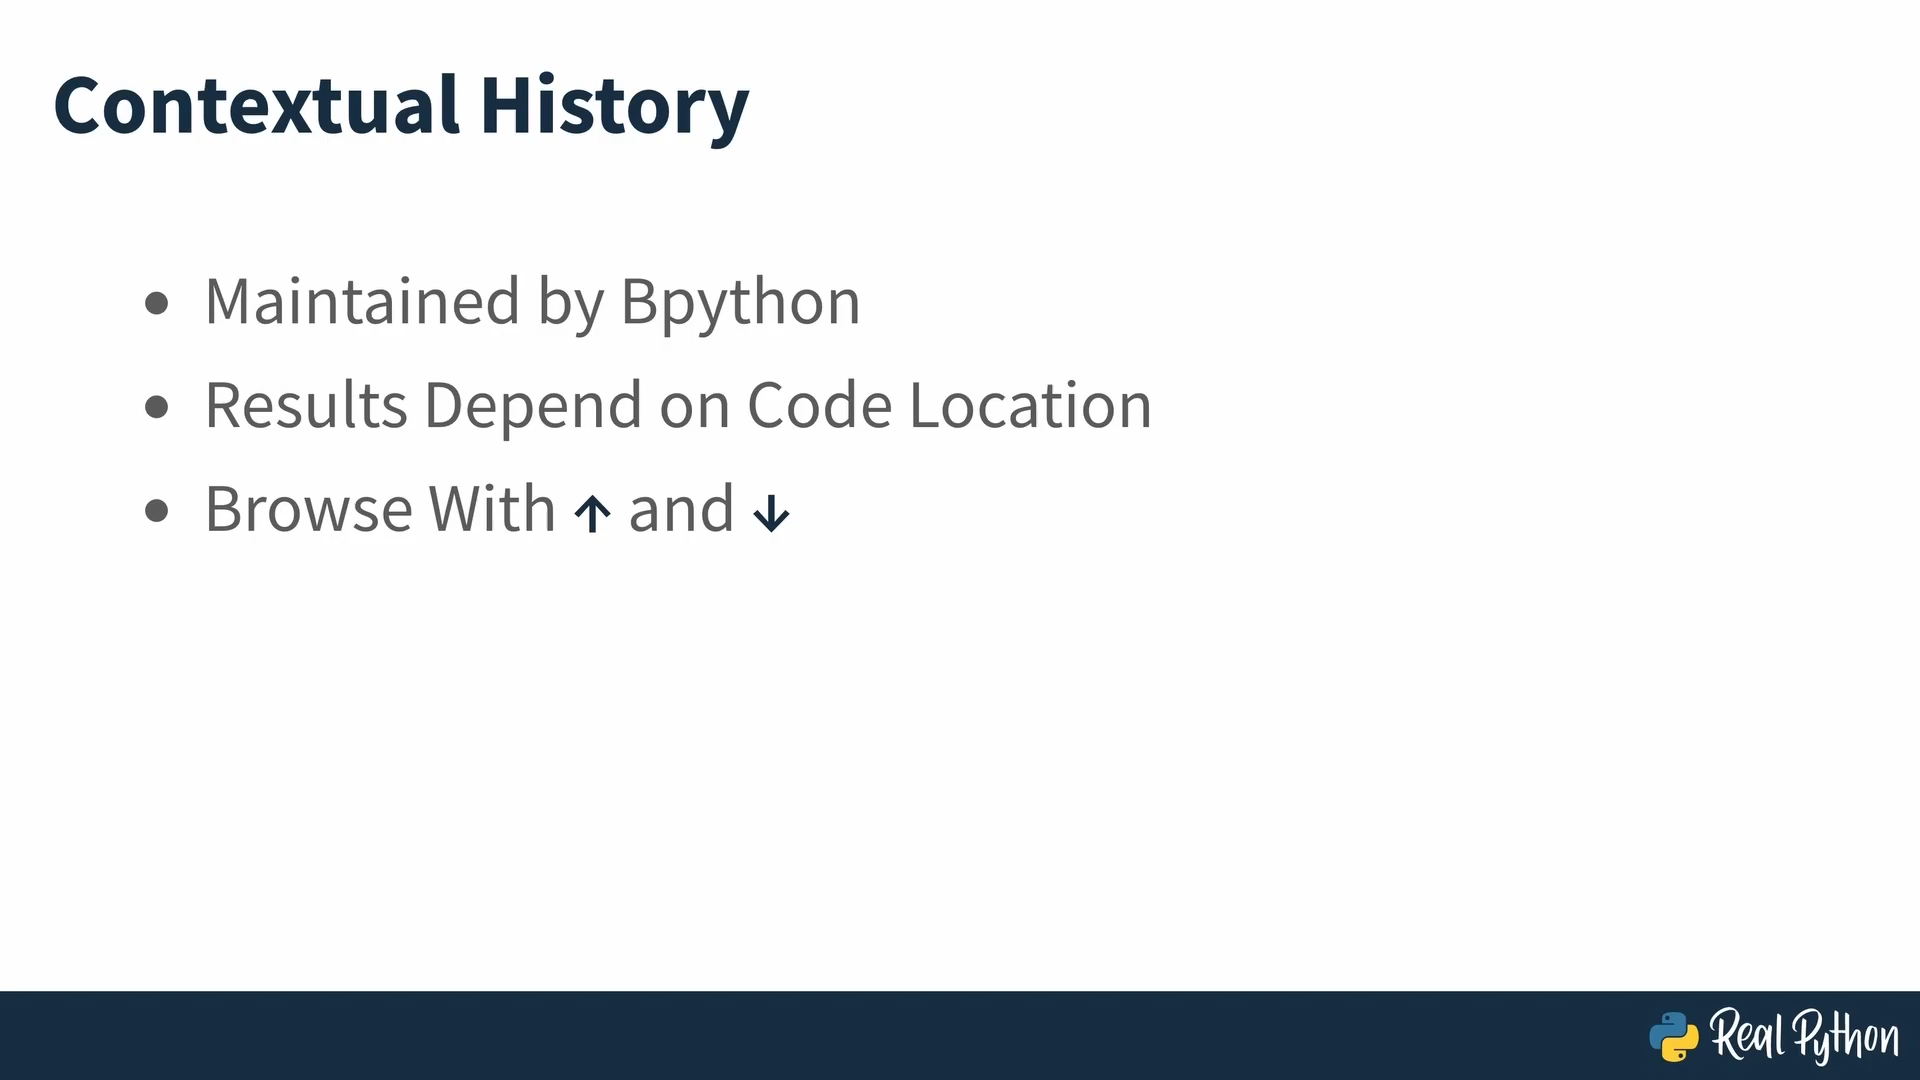 Contextual History
• Maintained by Bpython
• Results Depend on Code Location
• Browse With ↑ and ↓
Real Python